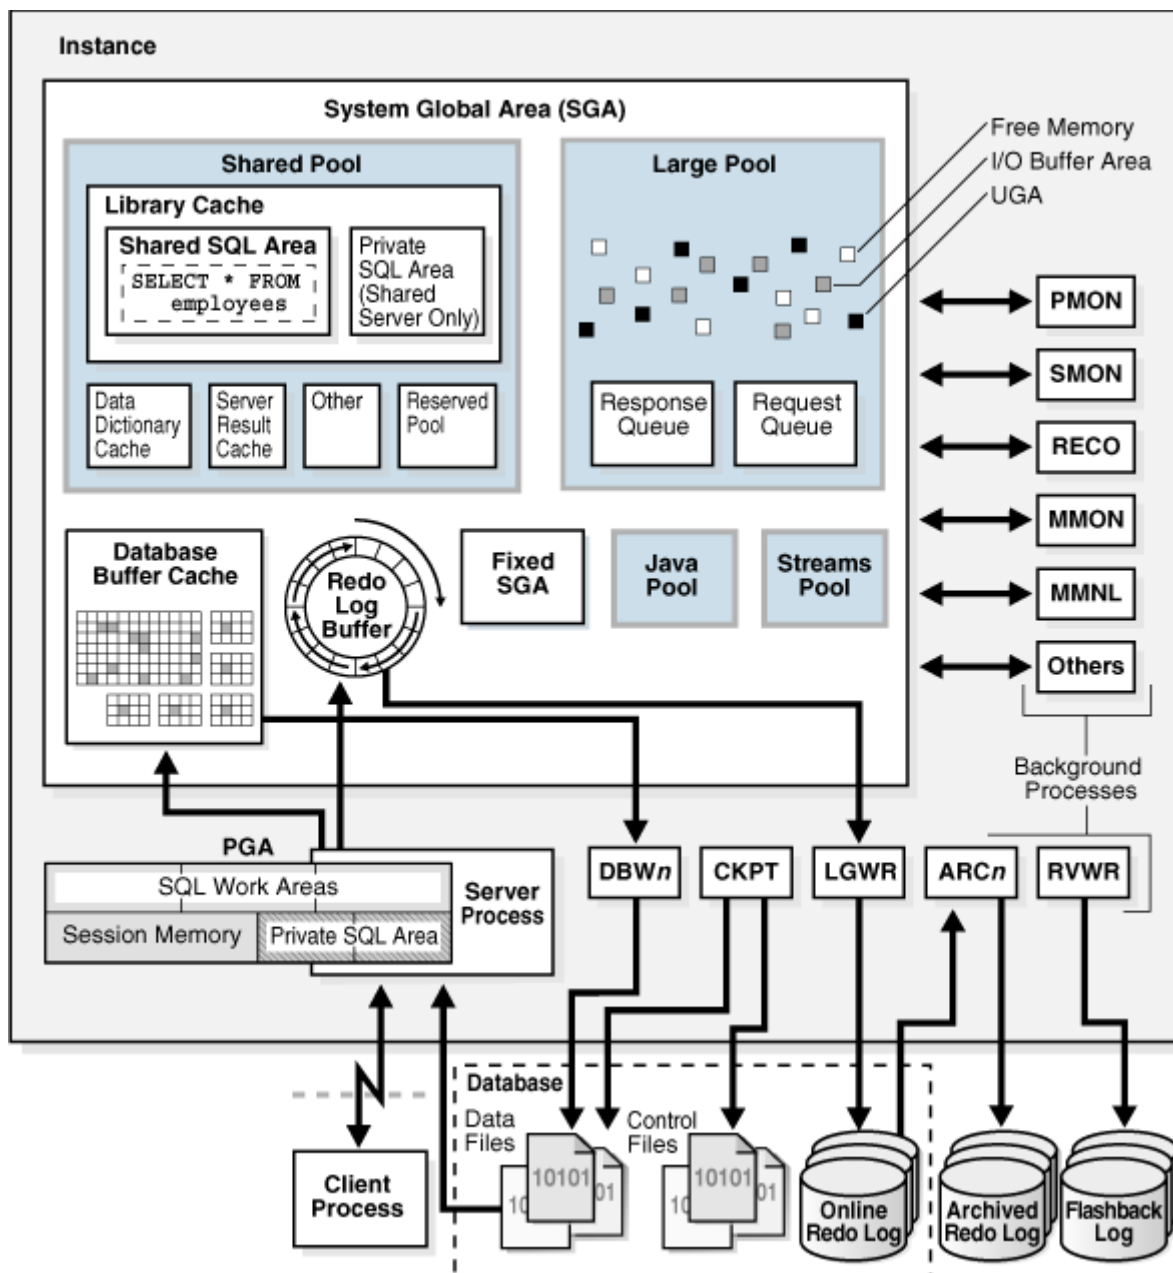 Instance
System Global Area (SGA)
Shared Pool
Library Cache
Shared SQL Area
SELECT * FROM
employees
Private
SQL Area
(Shared
Server Only)
Data
Dictionary
Cache
Server
Result
Cache
Other
Reserved
Pool
Large Pool
Response
Queue
Request
Queue
Free Memory
I/O Buffer Area
UGA
PMON
SMON
RECO
MMON
MMNL
Others
Background
Processes
Database
Buffer Cache
Redo
Log
Buffer
Fixed
SGA
Java
Pool
Streams
Pool
PGA
SQL Work Areas
Session Memory
Private SQL Area
Server
Process
DBWn
CKPT
LGWR
ARCn
RVWR
Client
Process
Database
Data
Files
10101
10
01
Control
Files
10101
1
01
Online
Redo Log
Archived
Redo Log
Flashback
Log